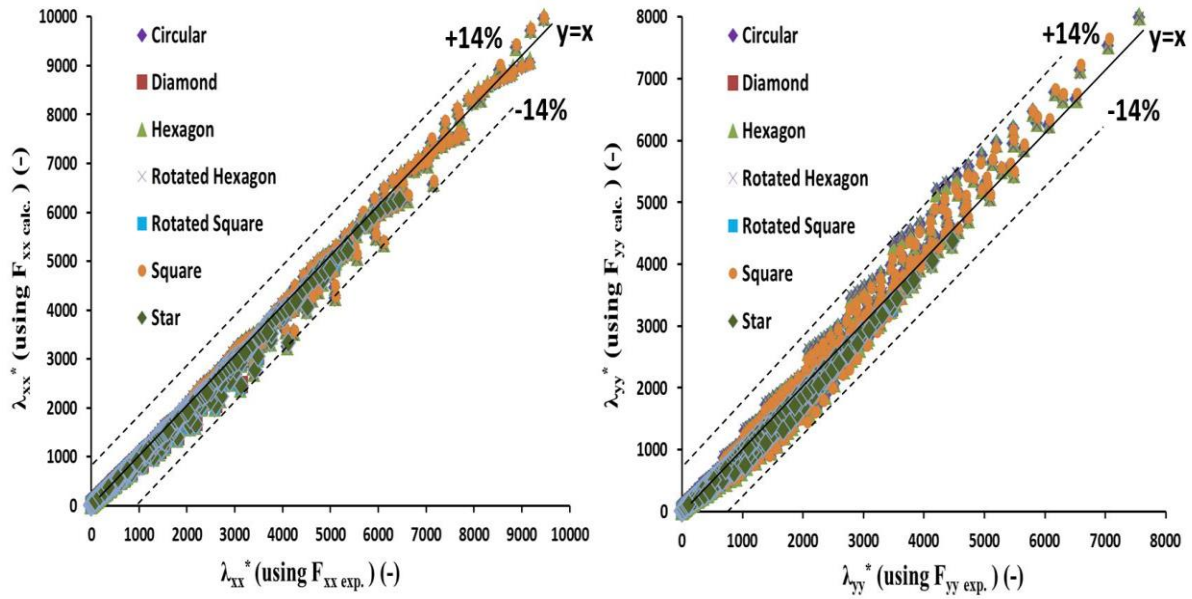 10000
9000
8000
7000
6000
5000
4000
3000
2000
1000
0
λxx* (using Fxx calc.) (-)
Circular
Diamond
Hexagon
Rotated Hexagon
Rotated Square
Square
Star
+14%
y=x
-14%
0 1000 2000 3000 4000 5000 6000 7000 8000 9000 10000
λxx* (using Fxx exp.) (-)
8000
7000
6000
5000
4000
3000
2000
1000
0
λyy* (using Fyy calc.) (-)
Circular
Diamond
Hexagon
Rotated Hexagon
Rotated Square
Square
Star
+14%
y=x
-14%
0 1000 2000 3000 4000 5000 6000 7000 8000
λyy* (using Fyy exp.) (-)